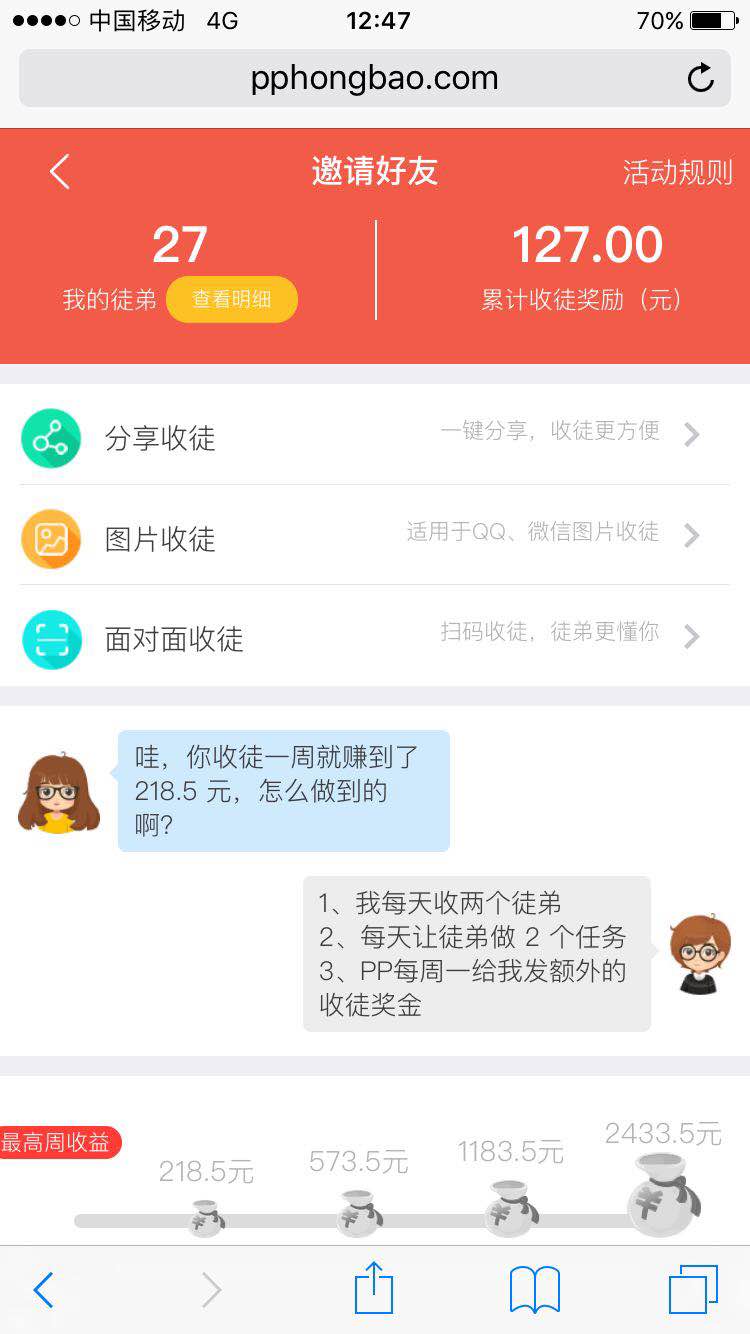 中国移动 4G 12:47 70%
pphongbao.com
邀请好友 活动规则
27 127.00
我的徒弟 查看明细 累计收徒奖励（元）
分享收徒 一键分享，收徒更方便
图片收徒 适用于QQ、微信图片收徒
面对面收徒 扫码收徒，徒弟更懂你
哇，你收徒一周就赚到了
218.5 元，怎么做到的
啊？
1、我每天收两个徒弟
2、每天让徒弟做 2 个任务
3、PP每周一给我发额外的
收徒奖金
最高周收益
218.5元 573.5元 1183.5元 2433.5元
¥ ¥ ¥ ¥